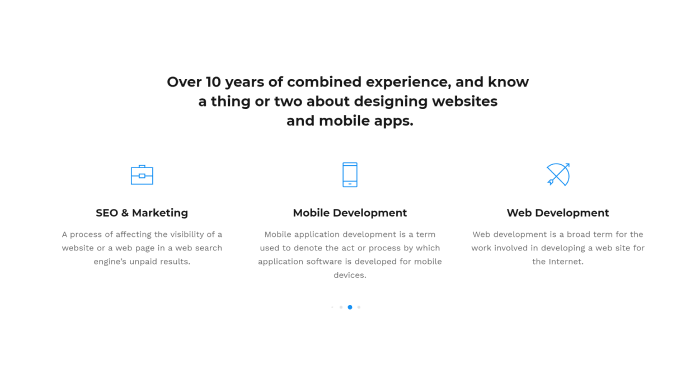 Over 10 years of combined experience, and know
a thing or two about designing websites
and mobile apps.
SEO & Marketing
A process of affecting the visibility of a
website or a web page in a web search
engine's unpaid results.
Mobile Development
Mobile application development is a term
used to denote the act or process by which
application software is developed for mobile
devices.
Web Development
Web development is a broad term for the
work involved in developing a web site for
the Internet.